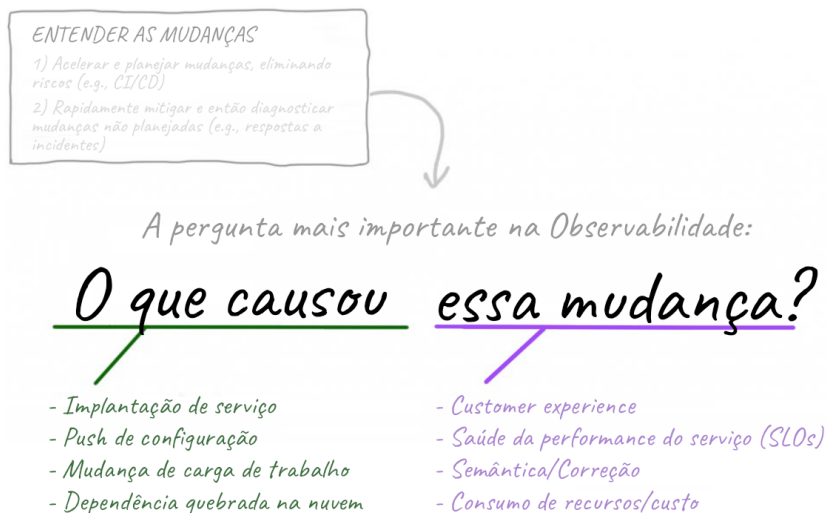 ENTENDER AS MUDANÇAS
1) Acelerar e planejar mudanças, eliminando
riscos (e.g., CI/CD)
2) Rapidamente mitigar e então diagnosticar
mudanças não planejadas (e.g., respostas a
incidentes)
A pergunta mais importante na Observabilidade:
O que causou essa mudança?
- Implantação de serviço
- Push de configuração
- Mudança de carga de trabalho
- Dependência quebrada na nuvem
- Customer experience
- Saúde da performance do serviço (SLOs)
- Semântica/Correção
- Consumo de recursos/custo